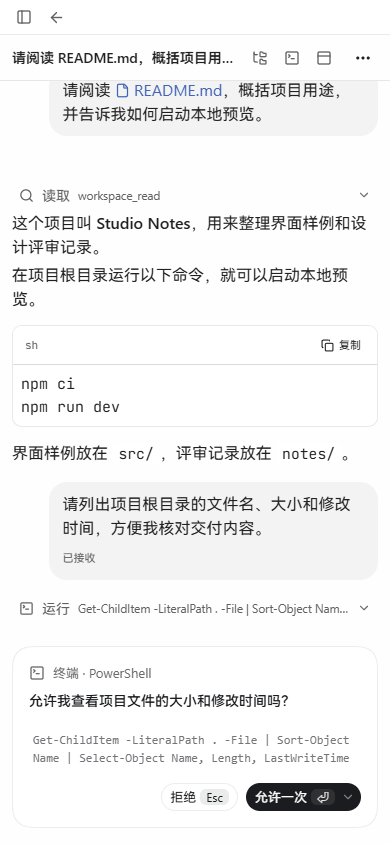 请阅读 README.md，概括项目用...
请阅读 README.md，概括项目用途，
并告诉我如何启动本地预览。
读取 workspace_read
这个项目叫 Studio Notes，用来整理界面样例和设
计评审记录。
在项目根目录运行以下命令，就可以启动本地预
览。
sh 复制
npm ci
npm run dev
界面样例放在 src/ ，评审记录放在 notes/ 。
请列出项目根目录的文件名、大小和修改
时间，方便我核对交付内容。
已接收
运行 Get-ChildItem -LiteralPath . -File | Sort-Object Nam...
终端 · PowerShell
允许我查看项目文件的大小和修改时间吗？
Get-ChildItem -LiteralPath . -File | Sort-Object
Name | Select-Object Name, Length, LastWriteTime
拒绝 Esc 允许一次